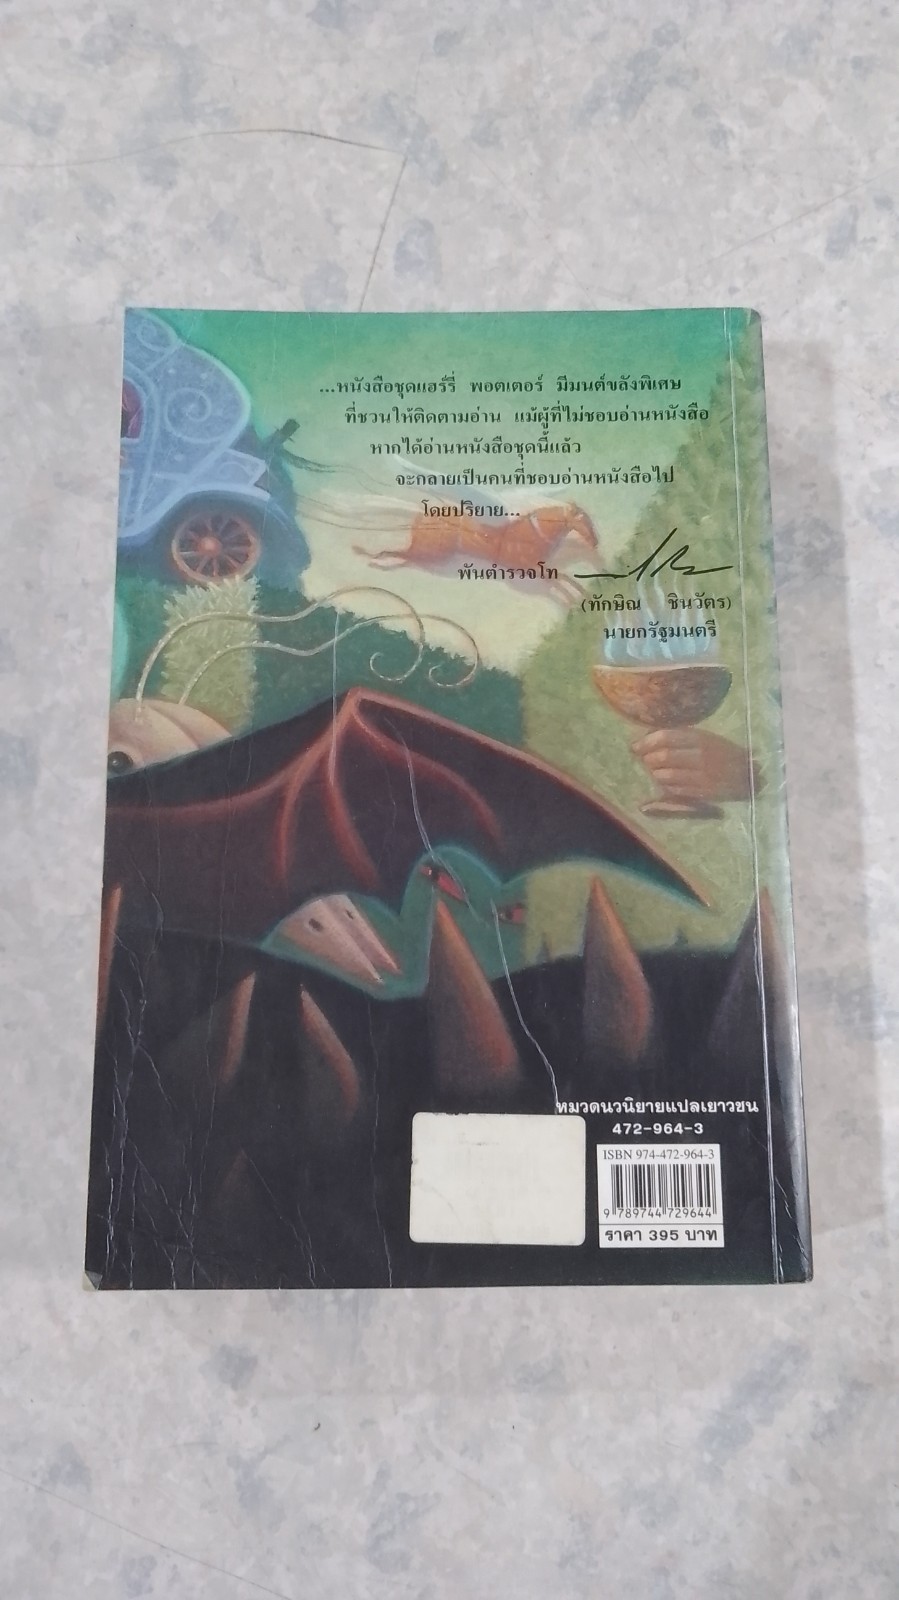 ...หนังสือชุดแฮร์รี่ พอตเตอร์ มีมนต์ขลังพิเศษ
ที่ชวนให้ติดตามอ่าน แม้ผู้ที่ไม่ชอบอ่านหนังสือ
หากได้อ่านหนังสือชุดนี้แล้ว
จะกลายเป็นคนที่ชอบอ่านหนังสือไป
โดยปริยาย...
พันตำรวจโท
(ทักษิณ ชินวัตร)
นายกรัฐมนตรี
หมวดนวนิยายแปลเยาวชน
472-964-3
ISBN 974-472-964-3
9 789744 729644
ราคา 395 บาท